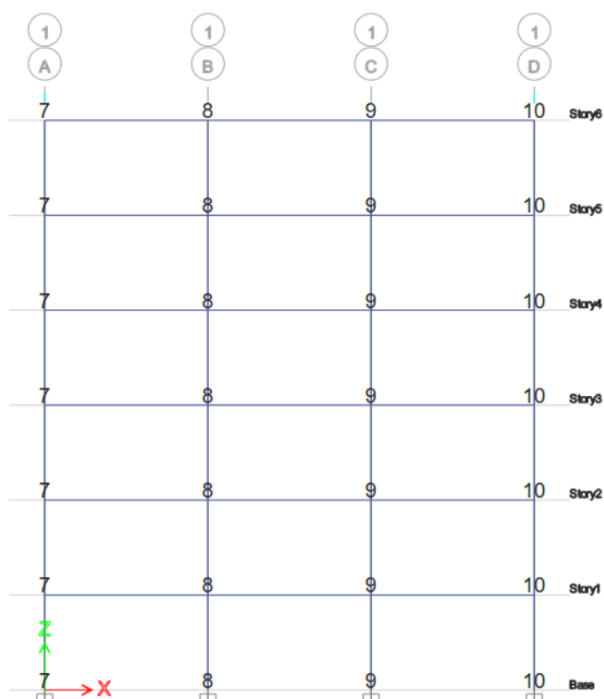 1 1 1 1
A B C D
7 8 9 10 Story6
7 8 9 10 Story5
7 8 9 10 Story4
7 8 9 10 Story3
7 8 9 10 Story2
7 8 9 10 Story1
Z
7 X 8 9 10 Base